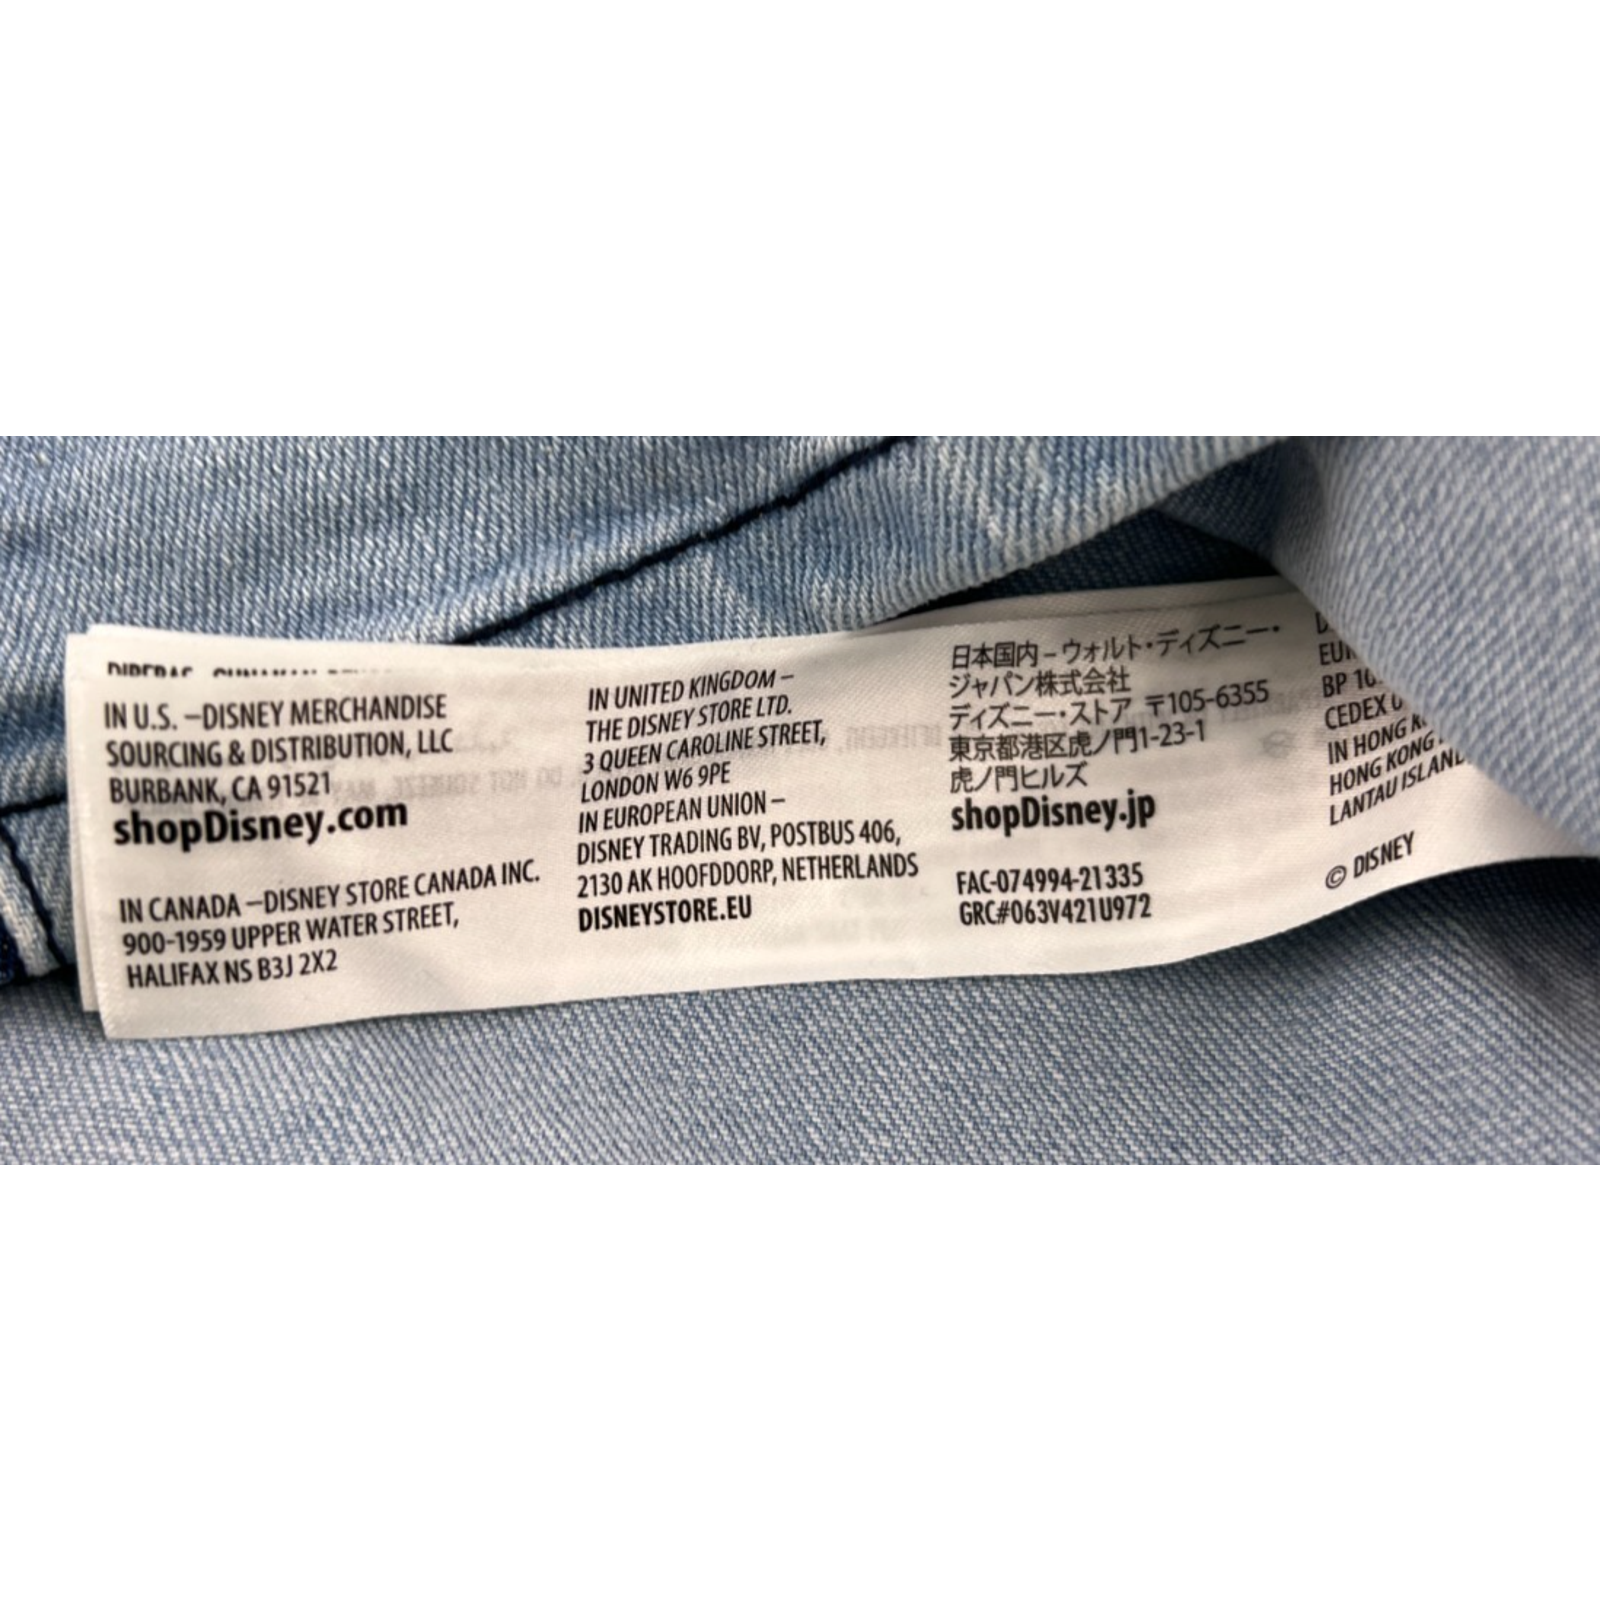 IN U.S. –DISNEY MERCHANDISE
SOURCING & DISTRIBUTION, LLC
BURBANK, CA 91521
shopDisney.com
IN CANADA –DISNEY STORE CANADA INC.
900-1959 UPPER WATER STREET,
HALIFAX NS B3J 2X2
IN UNITED KINGDOM –
THE DISNEY STORE LTD.
3 QUEEN CAROLINE STREET,
LONDON W6 9PE
IN EUROPEAN UNION –
DISNEY TRADING BV, POSTBUS 406,
2130 AK HOOFDDORP, NETHERLANDS
DISNEYSTORE.EU
日本国内 – ウォルト・ディズニー・
ジャパン株式会社
ディズニー・ストア 〒105-6355
東京都港区虎ノ門1-23-1
虎ノ門ヒルズ
shopDisney.jp
FAC-074994-21335
GRC#063V421U972
BP
CEDEX
IN HONG
HONG KONG
LANTAU ISLAND
© DISNEY